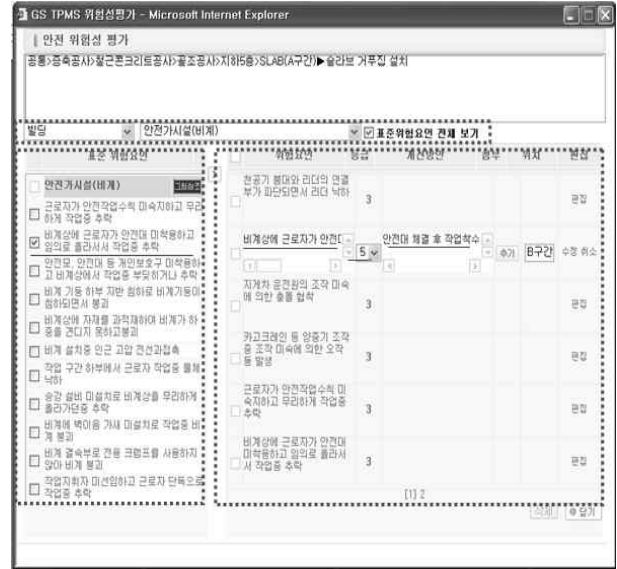 GS TPMS 위험성평가 - Microsoft Internet Explorer
안전 위험성 평가
공통>증축공사>철근콘크리트공사>골조공사>지하5층>SLAB(A구간)▶슬라브 거푸집 설치
빌딩 안전가시설(비계) 표준위험요인 전체 보기
표준 위험요인
안전가시설(비계)
근로자가 안전작업수칙 미숙지하고 무리
하게 작업중 추락
비계상에 근로자가 안전대 미착용하고
임의로 올라서서 작업중 추락
안전모, 안전대 등 개인보호구 미착용하
고 비계상에서 작업중 부딪히거나 추락
비계 기둥 하부 지반 침하로 비계기둥이
침하되면서 붕괴
비계상에 자재를 과적재하여 비계가 하
중을 견디지 못하고붕괴
비계 설치중 인근 고압 전선과접촉
작업 구간 하부에서 근로자 작업중 물체
낙하
승강 설비 미설치로 비계상을 무리하게
올라가던중 추락
비계에 벽이음 가새 미설치로 작업중 비
계 붕괴
비계 결속부로 전용 크램프를 사용하지
않아 비계 붕괴
작업지휘자 미선임하고 근로자 단독으로
작업중 추락
위험요인 등급 개선방안 첨부 위치 편집
천공기 붐대와 리더의 연결
부가 파단되면서 리더 낙하
3 편집
비계상에 근로자가 안전대 5 안전대 체결 후 작업착수 추가 B구간 수정 취소
지게차 운전원의 조작 미숙
에 의한 충돌 협착
3 편집
카고크레인 등 양중기 조작
중 조작 미숙에 의한 오작
동 발생
3 편집
근로자가 안전작업수칙 미
숙지하고 무리하게 작업중
추락
3 편집
비계상에 근로자가 안전대
미착용하고 임의로 올라서
서 작업중 추락
3 편집
[1] 2
삭제 닫기